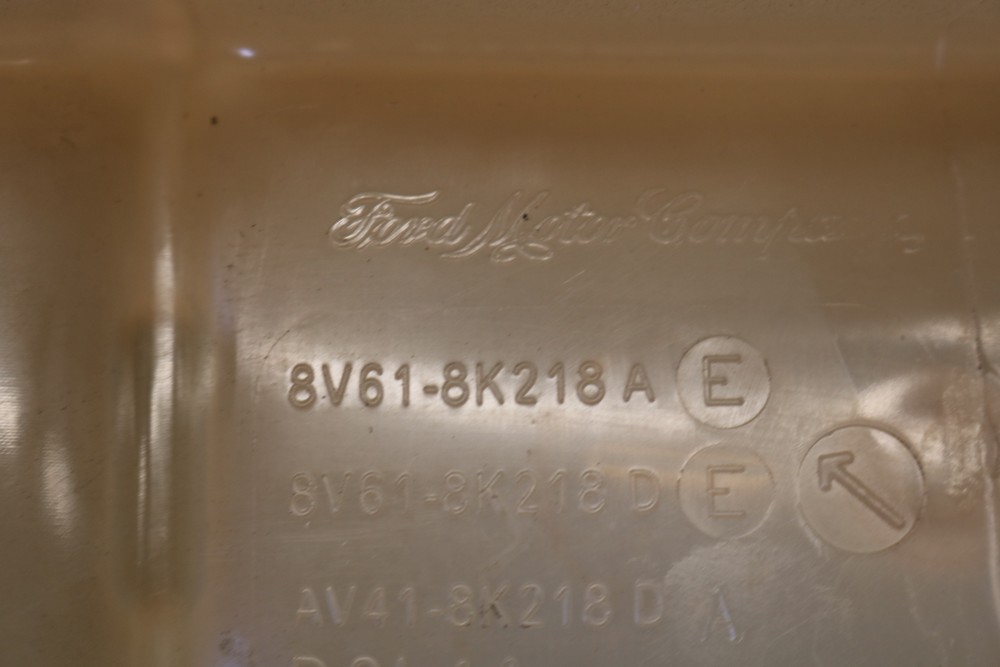 Ford Motor Company
8V61-8K218 A E
8V61-8K218 D E
AV41-8K218 D A